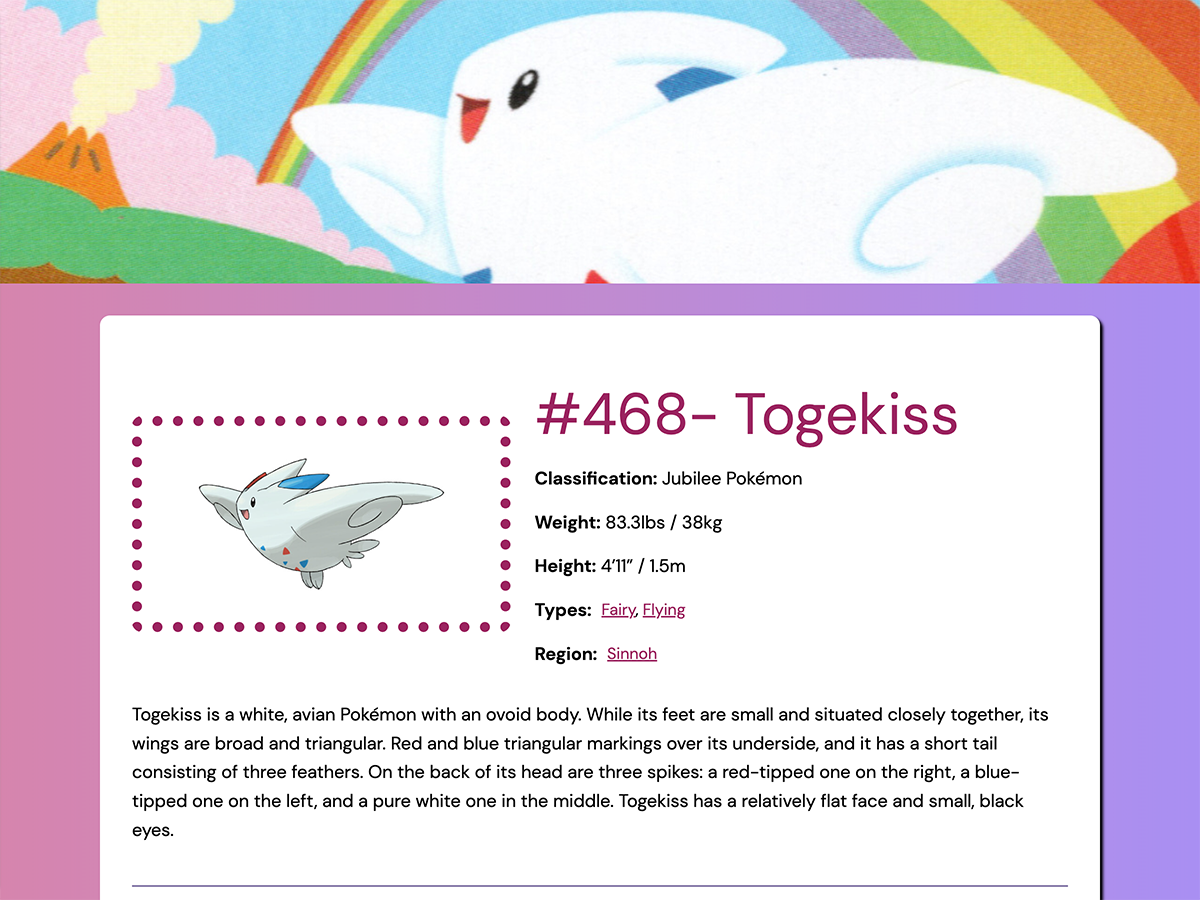 #468- Togekiss
Classification: Jubilee Pokémon
Weight: 83.3lbs / 38kg
Height: 4’11” / 1.5m
Types: Fairy, Flying
Region: Sinnoh
Togekiss is a white, avian Pokémon with an ovoid body. While its feet are small and situated closely together, its
wings are broad and triangular. Red and blue triangular markings over its underside, and it has a short tail
consisting of three feathers. On the back of its head are three spikes: a red-tipped one on the right, a blue-
tipped one on the left, and a pure white one in the middle. Togekiss has a relatively flat face and small, black
eyes.